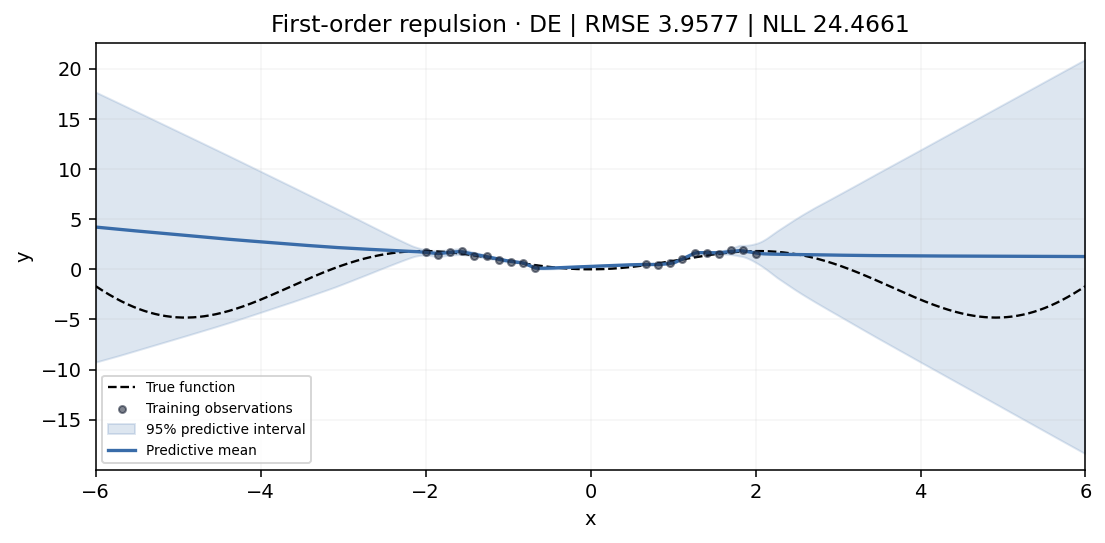 First-order repulsion · DE | RMSE 3.9577 | NLL 24.4661
20
15
10
5
0
−5
−10
−15
y
True function
Training observations
95% predictive interval
Predictive mean
−6
−4
−2
0
2
4
6
x